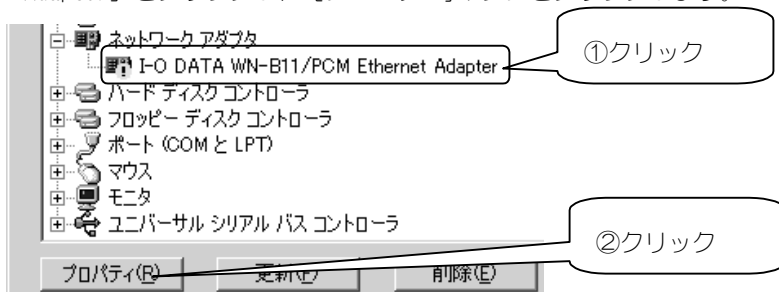 ネットワーク アダプタ
I-O DATA WN-B11/PCM Ethernet Adapter
①クリック
ハード ディスク コントローラ
フロッピー ディスク コントローラ
ポート (COM と LPT)
マウス
モニタ
ユニバーサル シリアル バス コントローラ
②クリック
プロパティ(R) 更新(F) 削除(E)